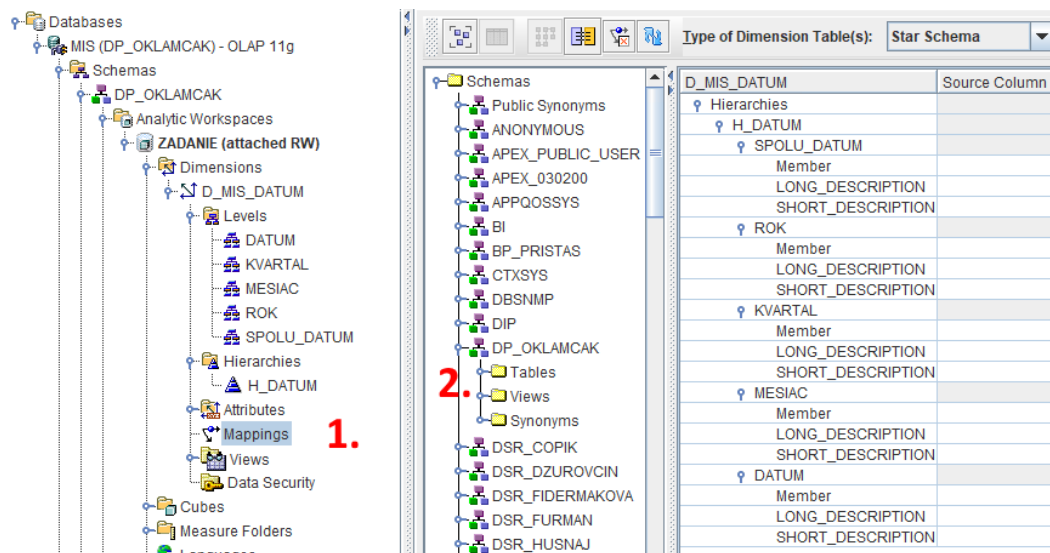 Databases
MIS (DP_OKLAMCAK) - OLAP 11g
Schemas
DP_OKLAMCAK
Analytic Workspaces
ZADANIE (attached RW)
Dimensions
D_MIS_DATUM
Levels
DATUM
KVARTAL
MESIAC
ROK
SPOLU_DATUM
Hierarchies
H_DATUM
Attributes
Mappings
1.
Views
Data Security
Cubes
Measure Folders
Languages
Type of Dimension Table(s): Star Schema
Schemas
Public Synonyms
ANONYMOUS
APEX_PUBLIC_USER
APEX_030200
APPQOSSYS
BI
BP_PRISTAS
CTXSYS
DBSNMP
DIP
DP_OKLAMCAK
Tables
2.
Views
Synonyms
DSR_COPIK
DSR_DZUROVCIN
DSR_FIDERMAKOVA
DSR_FURMAN
DSR_HUSNAJ
D_MIS_DATUM Source Column
Hierarchies
H_DATUM
SPOLU_DATUM
Member
LONG_DESCRIPTION
SHORT_DESCRIPTION
ROK
Member
LONG_DESCRIPTION
SHORT_DESCRIPTION
KVARTAL
Member
LONG_DESCRIPTION
SHORT_DESCRIPTION
MESIAC
Member
LONG_DESCRIPTION
SHORT_DESCRIPTION
DATUM
Member
LONG_DESCRIPTION
SHORT_DESCRIPTION